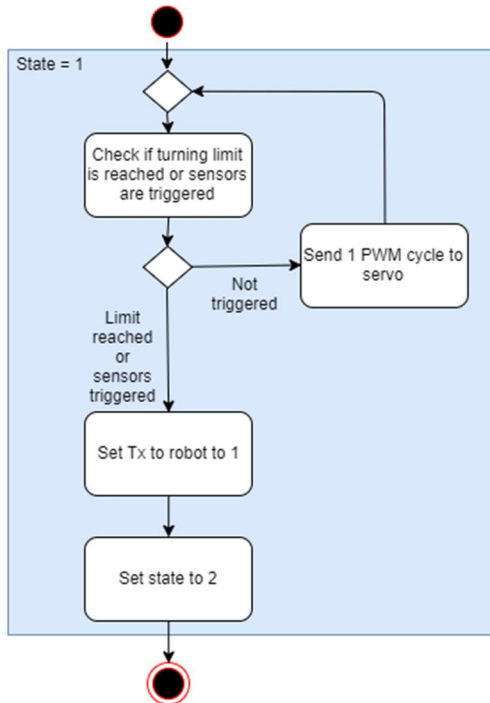 State = 1
Check if turning limit
is reached or sensors
are triggered
Send 1 PWM cycle to
servo
Not
triggered
Limit
reached
or
sensors
triggered
Set Tx to robot to 1
Set state to 2